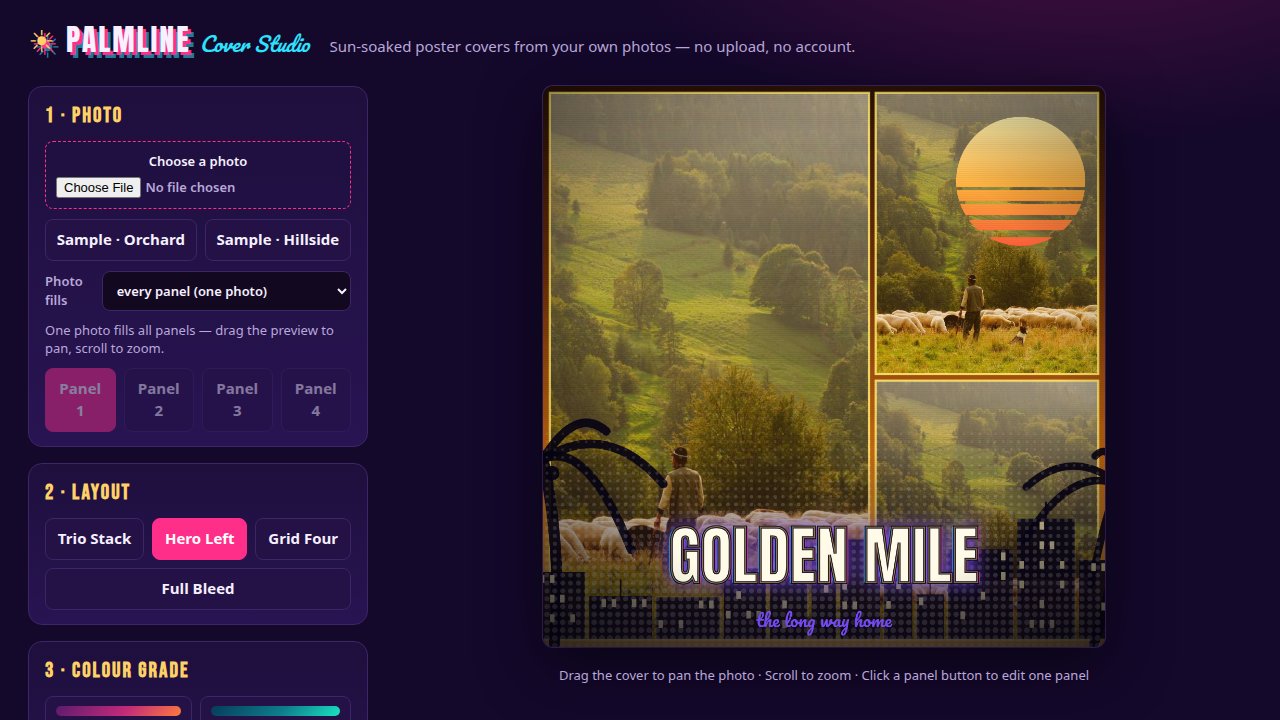 PALMLINE Cover Studio Sun-soaked poster covers from your own photos — no upload, no account.
1 · PHOTO
Choose a photo
Choose File No file chosen
Sample · Orchard Sample · Hillside
Photo fills every panel (one photo)
One photo fills all panels — drag the preview to
pan, scroll to zoom.
Panel 1 Panel 2 Panel 3 Panel 4
2 · LAYOUT
Trio Stack Hero Left Grid Four
Full Bleed
3 · COLOUR GRADE
GOLDEN MILE
the long way home
Drag the cover to pan the photo · Scroll to zoom · Click a panel button to edit one panel